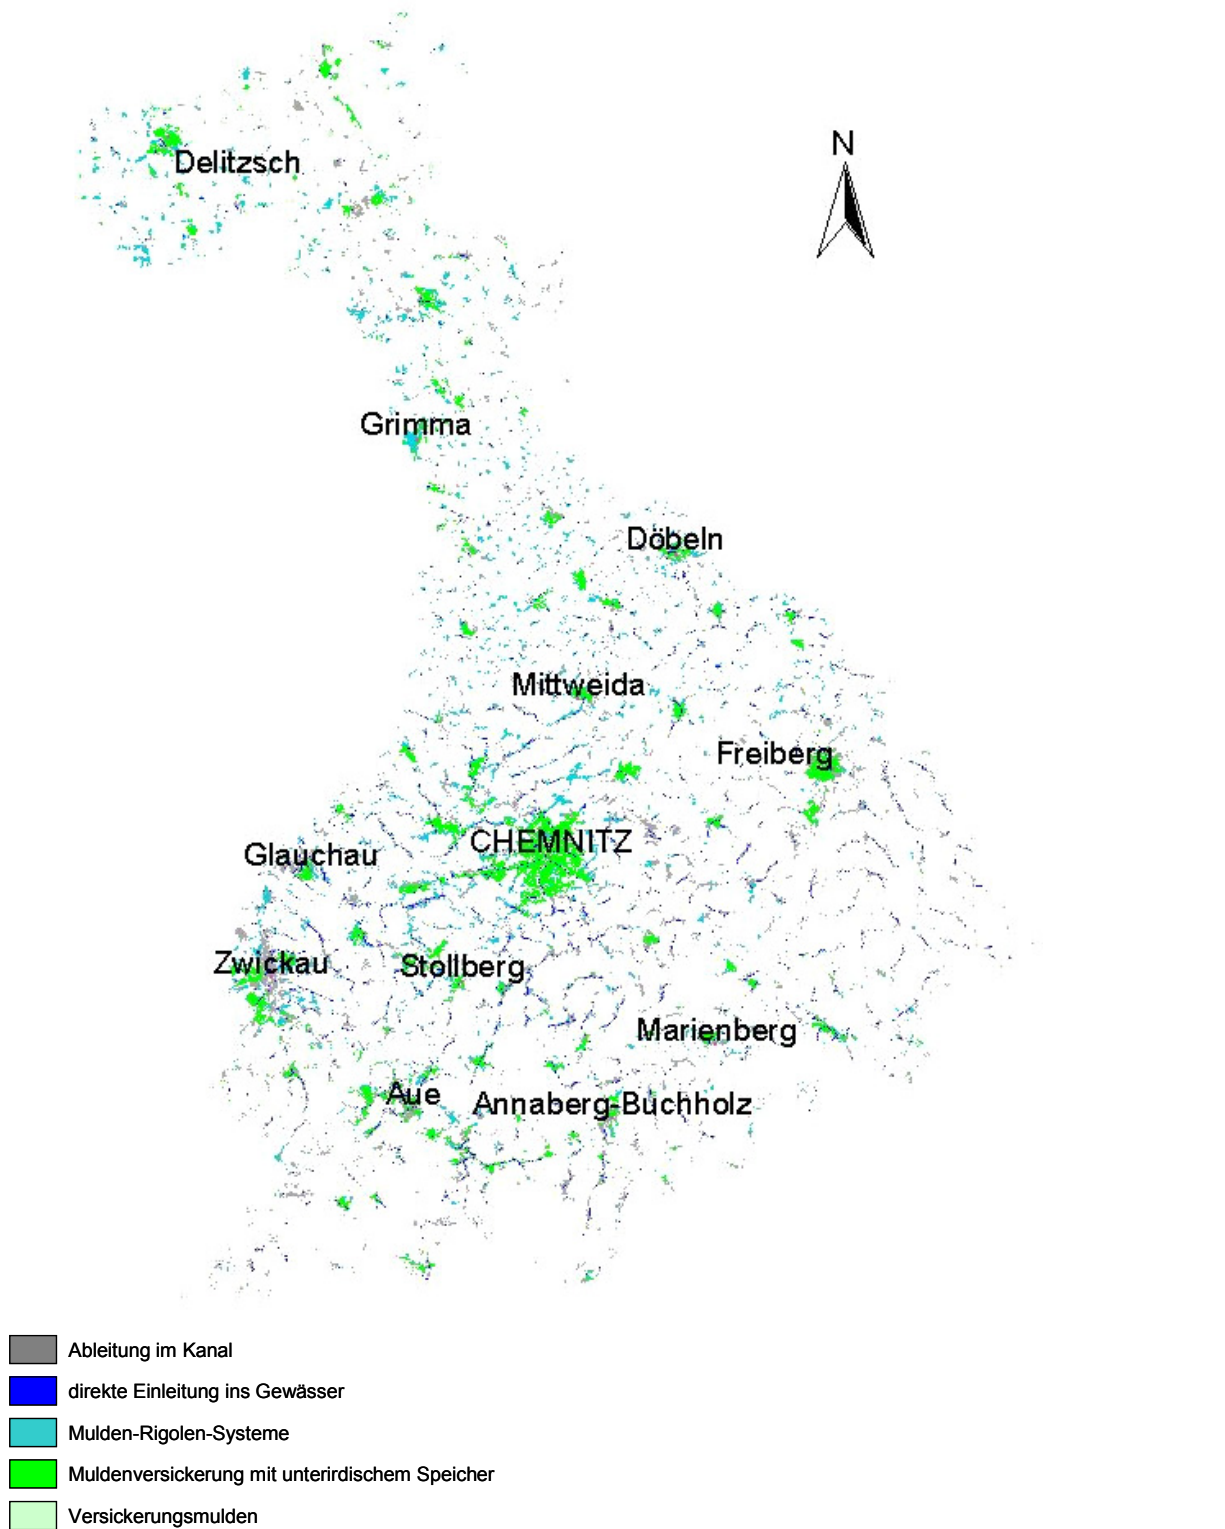 N
Delitzsch
Grimma
Döbeln
Mittweida
Freiberg
CHEMNITZ
Glauchau
Zwickau
Stollberg
Marienberg
Aue
Annaberg-Buchholz
Ableitung im Kanal
direkte Einleitung ins Gewässer
Mulden-Rigolen-Systeme
Muldenversickerung mit unterirdischem Speicher
Versickerungsmulden